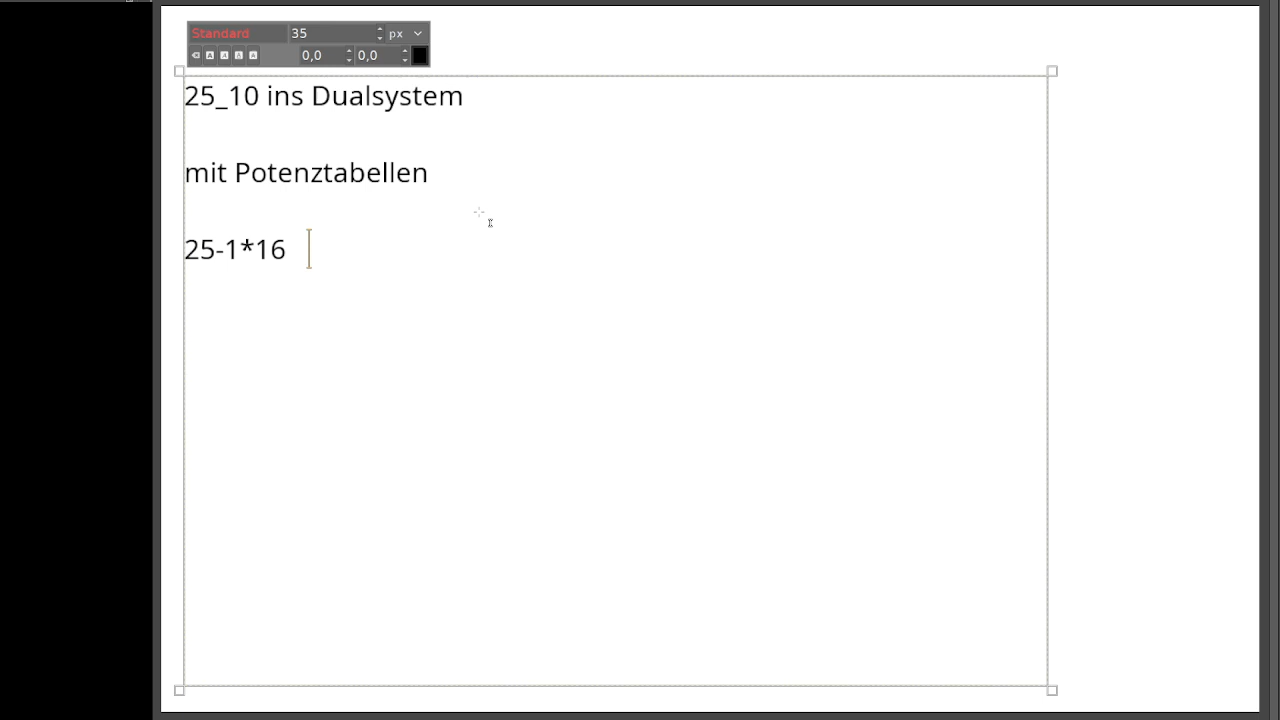 Standard 35 px
0,0 0,0
25_10 ins Dualsystem
mit Potenztabellen
25-1*16